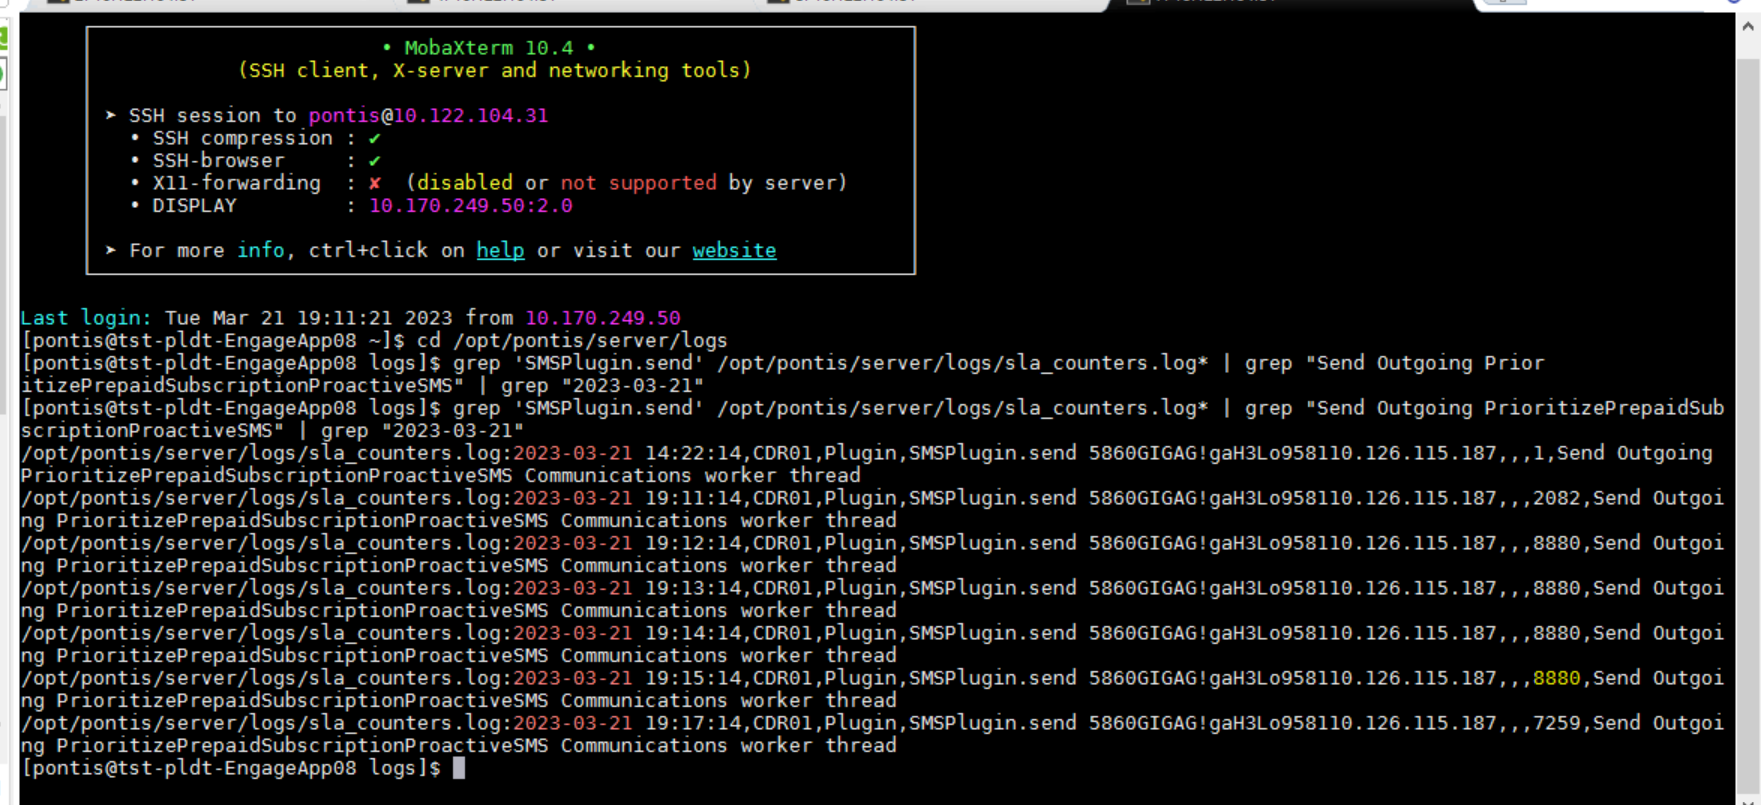 • MobaXterm 10.4 •
(SSH client, X-server and networking tools)
➤ SSH session to pontis@10.122.104.31
• SSH compression : ✔
• SSH-browser : ✔
• X11-forwarding : ✘ (disabled or not supported by server)
• DISPLAY : 10.170.249.50:2.0
➤ For more info, ctrl+click on help or visit our website
Last login: Tue Mar 21 19:11:21 2023 from 10.170.249.50
[pontis@tst-pldt-EngageApp08 ~]$ cd /opt/pontis/server/logs
[pontis@tst-pldt-EngageApp08 logs]$ grep 'SMSPlugin.send' /opt/pontis/server/logs/sla_counters.log* | grep "Send Outgoing Prior
itizePrepaidSubscriptionProactiveSMS" | grep "2023-03-21"
[pontis@tst-pldt-EngageApp08 logs]$ grep 'SMSPlugin.send' /opt/pontis/server/logs/sla_counters.log* | grep "Send Outgoing PrioritizePrepaidSub
scriptionProactiveSMS" | grep "2023-03-21"
/opt/pontis/server/logs/sla_counters.log:2023-03-21 14:22:14,CDR01,Plugin,SMSPlugin.send 5860GIGAG!gaH3Lo958110.126.115.187,,,1,Send Outgoing
PrioritizePrepaidSubscriptionProactiveSMS Communications worker thread
/opt/pontis/server/logs/sla_counters.log:2023-03-21 19:11:14,CDR01,Plugin,SMSPlugin.send 5860GIGAG!gaH3Lo958110.126.115.187,,,2082,Send Outgoi
ng PrioritizePrepaidSubscriptionProactiveSMS Communications worker thread
/opt/pontis/server/logs/sla_counters.log:2023-03-21 19:12:14,CDR01,Plugin,SMSPlugin.send 5860GIGAG!gaH3Lo958110.126.115.187,,,8880,Send Outgoi
ng PrioritizePrepaidSubscriptionProactiveSMS Communications worker thread
/opt/pontis/server/logs/sla_counters.log:2023-03-21 19:13:14,CDR01,Plugin,SMSPlugin.send 5860GIGAG!gaH3Lo958110.126.115.187,,,8880,Send Outgoi
ng PrioritizePrepaidSubscriptionProactiveSMS Communications worker thread
/opt/pontis/server/logs/sla_counters.log:2023-03-21 19:14:14,CDR01,Plugin,SMSPlugin.send 5860GIGAG!gaH3Lo958110.126.115.187,,,8880,Send Outgoi
ng PrioritizePrepaidSubscriptionProactiveSMS Communications worker thread
/opt/pontis/server/logs/sla_counters.log:2023-03-21 19:15:14,CDR01,Plugin,SMSPlugin.send 5860GIGAG!gaH3Lo958110.126.115.187,,,8880,Send Outgoi
ng PrioritizePrepaidSubscriptionProactiveSMS Communications worker thread
/opt/pontis/server/logs/sla_counters.log:2023-03-21 19:17:14,CDR01,Plugin,SMSPlugin.send 5860GIGAG!gaH3Lo958110.126.115.187,,,7259,Send Outgoi
ng PrioritizePrepaidSubscriptionProactiveSMS Communications worker thread
[pontis@tst-pldt-EngageApp08 logs]$